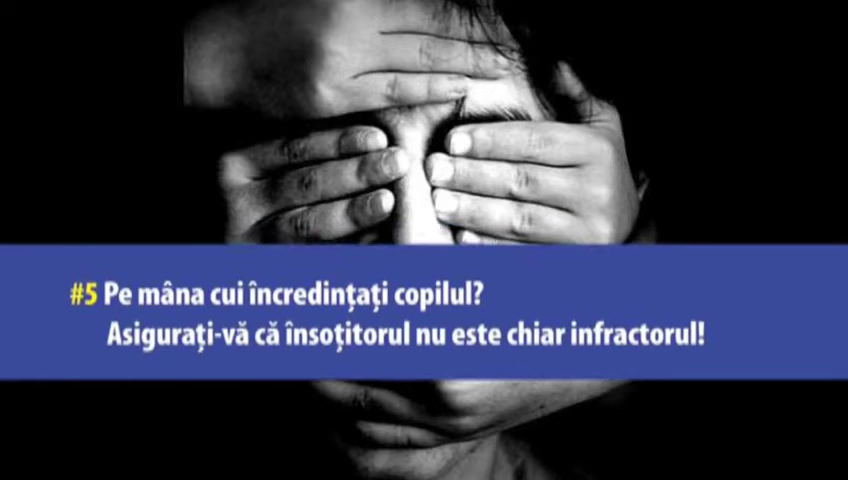 #5 Pe mâna cui încredințați copilul?
Asigurați-vă că însoțitorul nu este chiar infractorul!